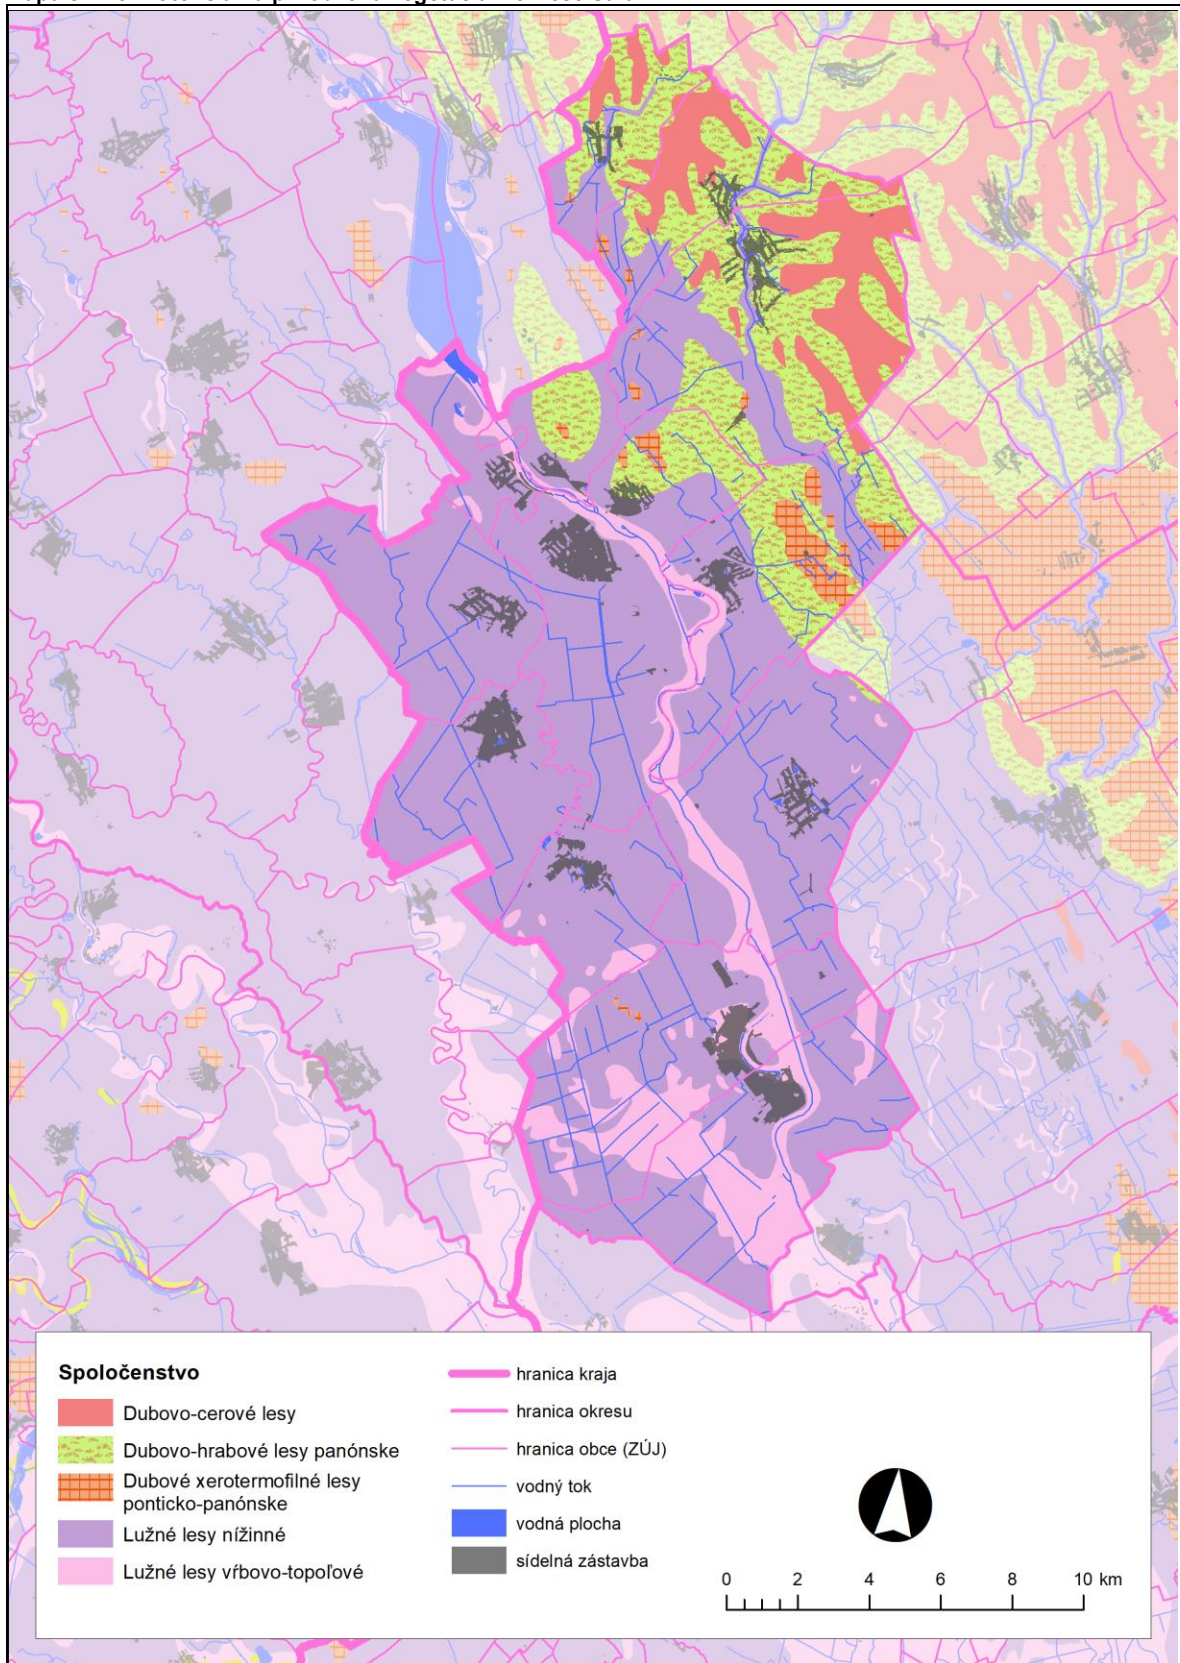 Spoločenstvo
Dubovo-cerové lesy
Dubovo-hrabové lesy panónske
Dubové xerotermofilné lesy
ponticko-panónske
Lužné lesy nížinné
Lužné lesy vŕbovo-topoľové
hranica kraja
hranica okresu
hranica obce (ZÚJ)
vodný tok
vodná plocha
sídelná zástavba
0 2 4 6 8 10 km